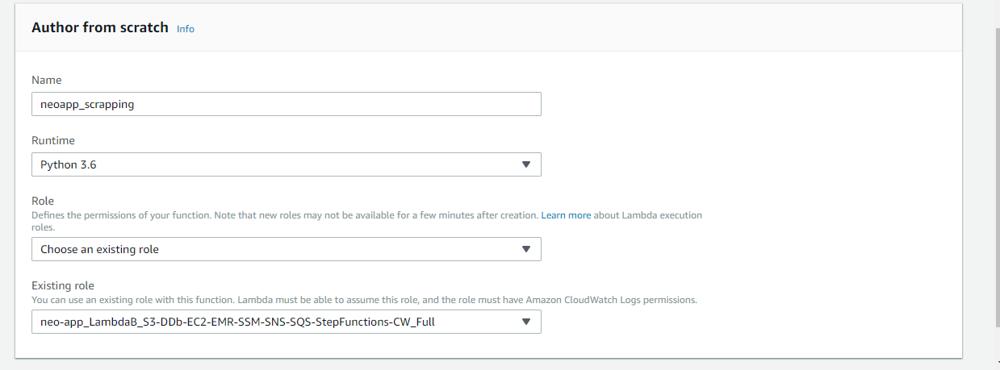 Author from scratch Info
Name
neoapp_scrapping
Runtime
Python 3.6
Role
Defines the permissions of your function. Note that new roles may not be available for a few minutes after creation. Learn more about Lambda execution
roles.
Choose an existing role
Existing role
You can use an existing role with this function. Lambda must be able to assume this role, and the role must have Amazon CloudWatch Logs permissions.
neo-app_LambdaB_S3-DDb-EC2-EMR-SSM-SNS-SQS-StepFunctions-CW_Full